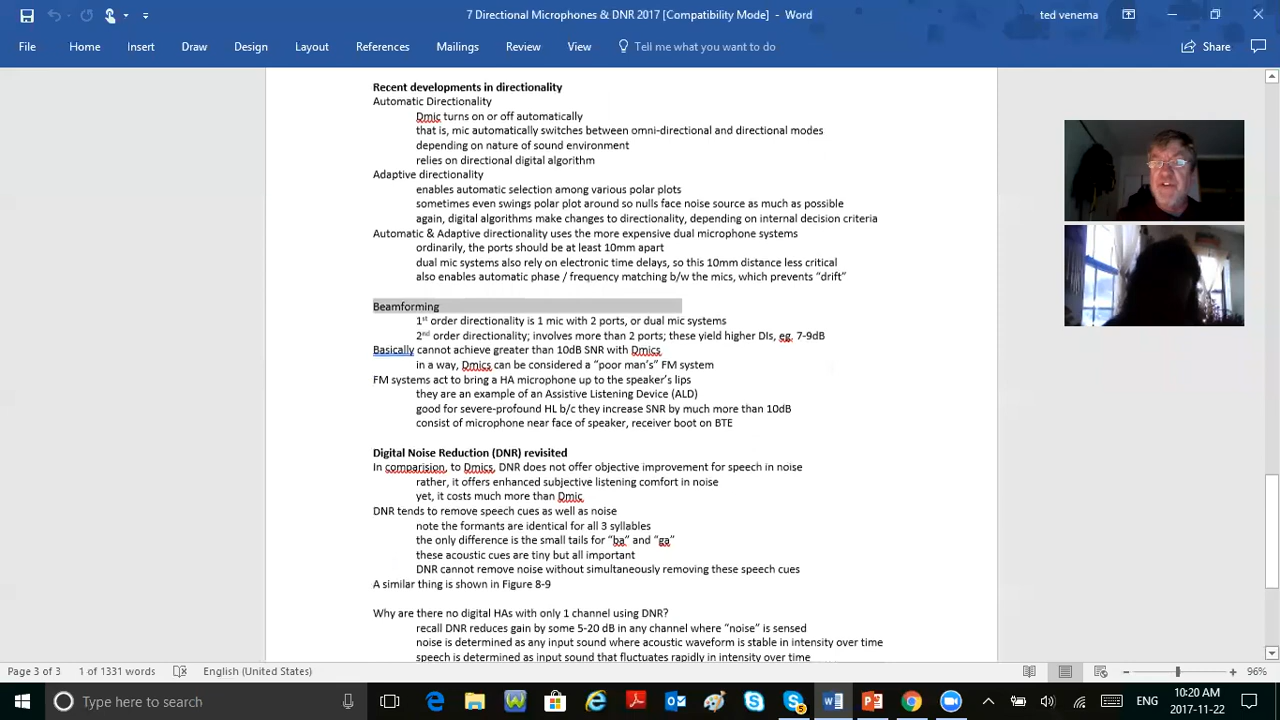 7 Directional Microphones & DNR 2017 [Compatibility Mode] - Word
ted venema
File Home Insert Draw Design Layout References Mailings Review View Tell me what you want to do Share
Recent developments in directionality
Automatic Directionality
Dmic turns on or off automatically
that is, mic automatically switches between omni-directional and directional modes
depending on nature of sound environment
relies on directional digital algorithm
Adaptive directionality
enables automatic selection among various polar plots
sometimes even swings polar plot around so nulls face noise source as much as possible
again, digital algorithms make changes to directionality, depending on internal decision criteria
Automatic & Adaptive directionality uses the more expensive dual microphone systems
ordinarily, the ports should be at least 10mm apart
dual mic systems also rely on electronic time delays, so this 10mm distance less critical
also enables automatic phase / frequency matching b/w the mics, which prevents “drift”
Beamforming
1st order directionality is 1 mic with 2 ports, or dual mic systems
2nd order directionality; involves more than 2 ports; these yield higher DIs, eg. 7-9dB
Basically cannot achieve greater than 10dB SNR with Dmics
in a way, Dmics can be considered a “poor man’s” FM system
FM systems act to bring a HA microphone up to the speaker’s lips
they are an example of an Assistive Listening Device (ALD)
good for severe-profound HL b/c they increase SNR by much more than 10dB
consist of microphone near face of speaker, receiver boot on BTE
Digital Noise Reduction (DNR) revisited
In comparision, to Dmics, DNR does not offer objective improvement for speech in noise
rather, it offers enhanced subjective listening comfort in noise
yet, it costs much more than Dmic
DNR tends to remove speech cues as well as noise
note the formants are identical for all 3 syllables
the only difference is the small tails for “ba” and “ga”
these acoustic cues are tiny but all important
DNR cannot remove noise without simultaneously removing these speech cues
A similar thing is shown in Figure 8-9
Why are there no digital HAs with only 1 channel using DNR?
recall DNR reduces gain by some 5-20 dB in any channel where “noise” is sensed
noise is determined as any input sound where acoustic waveform is stable in intensity over time
speech is determined as input sound that fluctuates rapidly in intensity over time
Page 3 of 3 1 of 1331 words English (United States) 96%
Type here to search
5
ENG
10:20 AM
2017-11-22